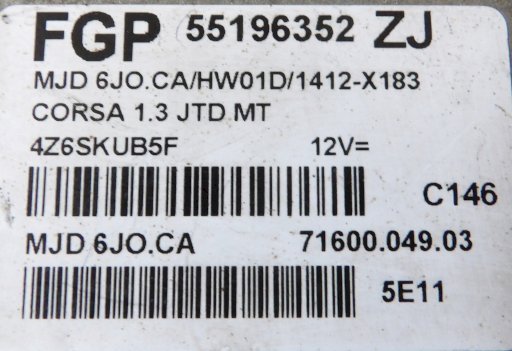 FGP 55196352 ZJ
MJD 6JO.CA/HW01D/1412-X183
CORSA 1.3 JTD MT
4Z6SKUB5F 12V=
C146
MJD 6JO.CA 71600.049.03
5E11